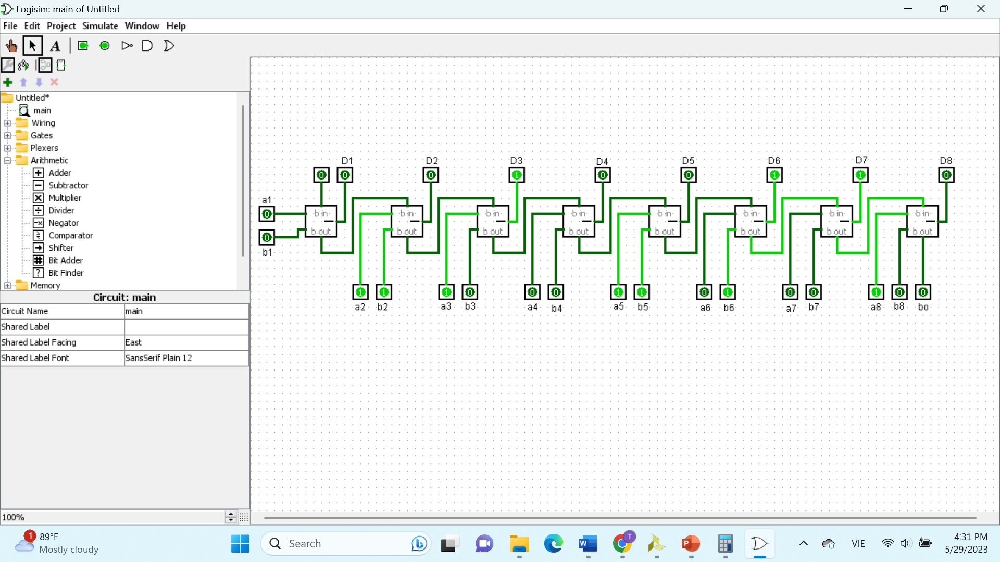 Logisim: main of Untitled
File Edit Project Simulate Window Help
A
Untitled*
main
Wiring
Gates
Plexers
Arithmetic
Adder
Subtractor
Multiplier
Divider
Negator
Comparator
Shifter
Bit Adder
Bit Finder
Memory
Circuit: main
Circuit Name main
Shared Label
Shared Label Facing East
Shared Label Font SansSerif Plain 12
100%
D1 D2 D3 D4 D5 D6 D7 D8
0 0 0 1 0 0 1 1 0
a1
0 b in b in b in b in b in b in b in b in
0 b out b out b out b out b out b out b out b out
b1
1 1 1 0 0 0 1 1 0 1 0 0 1 0 0
a2 b2 a3 b3 a4 b4 a5 b5 a6 b6 a7 b7 a8 b8 bo
1 89°F
Mostly cloudy
Search
T
W
P
VIE
4:31 PM
5/29/2023